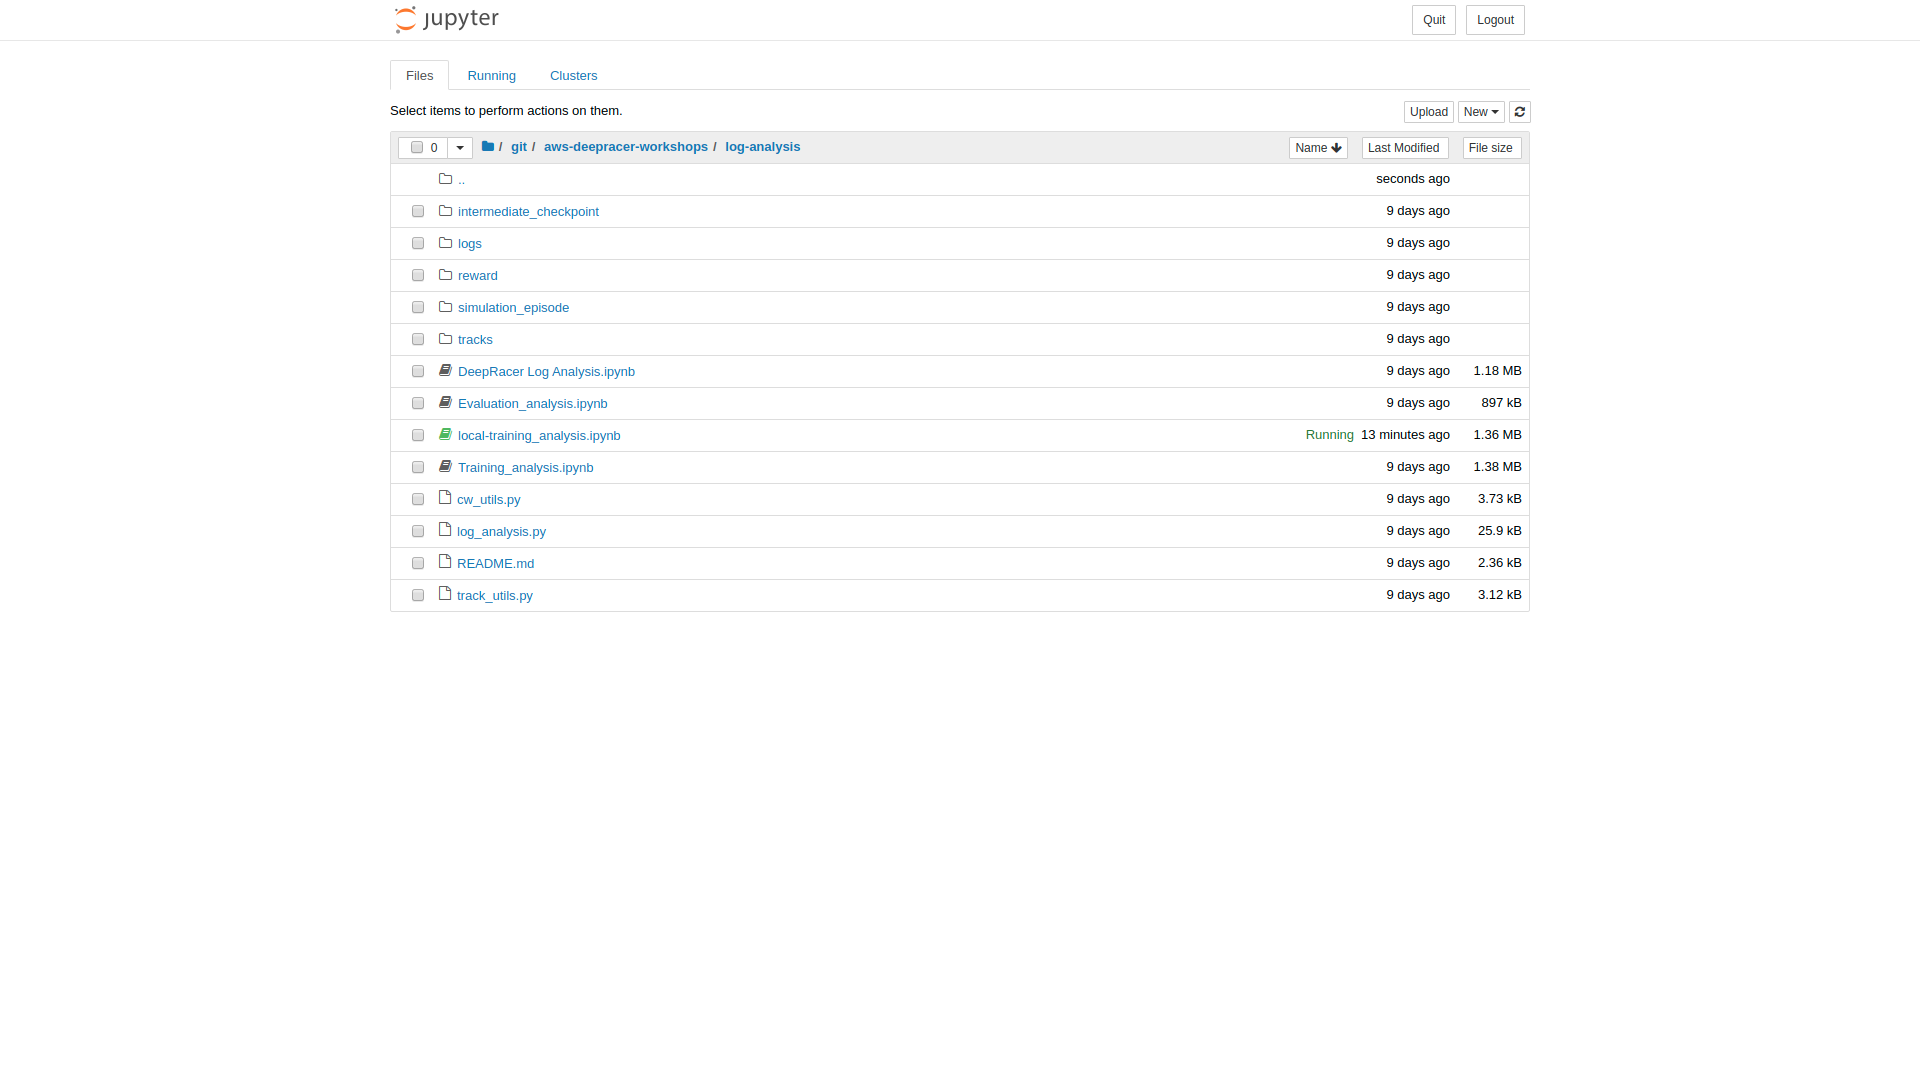 jupyter Quit Logout
Files Running Clusters
Select items to perform actions on them. Upload New
0 / git / aws-deepracer-workshops / log-analysis Name Last Modified File size
.. seconds ago
intermediate_checkpoint 9 days ago
logs 9 days ago
reward 9 days ago
simulation_episode 9 days ago
tracks 9 days ago
DeepRacer Log Analysis.ipynb 9 days ago 1.18 MB
Evaluation_analysis.ipynb 9 days ago 897 kB
local-training_analysis.ipynb Running 13 minutes ago 1.36 MB
Training_analysis.ipynb 9 days ago 1.38 MB
cw_utils.py 9 days ago 3.73 kB
log_analysis.py 9 days ago 25.9 kB
README.md 9 days ago 2.36 kB
track_utils.py 9 days ago 3.12 kB